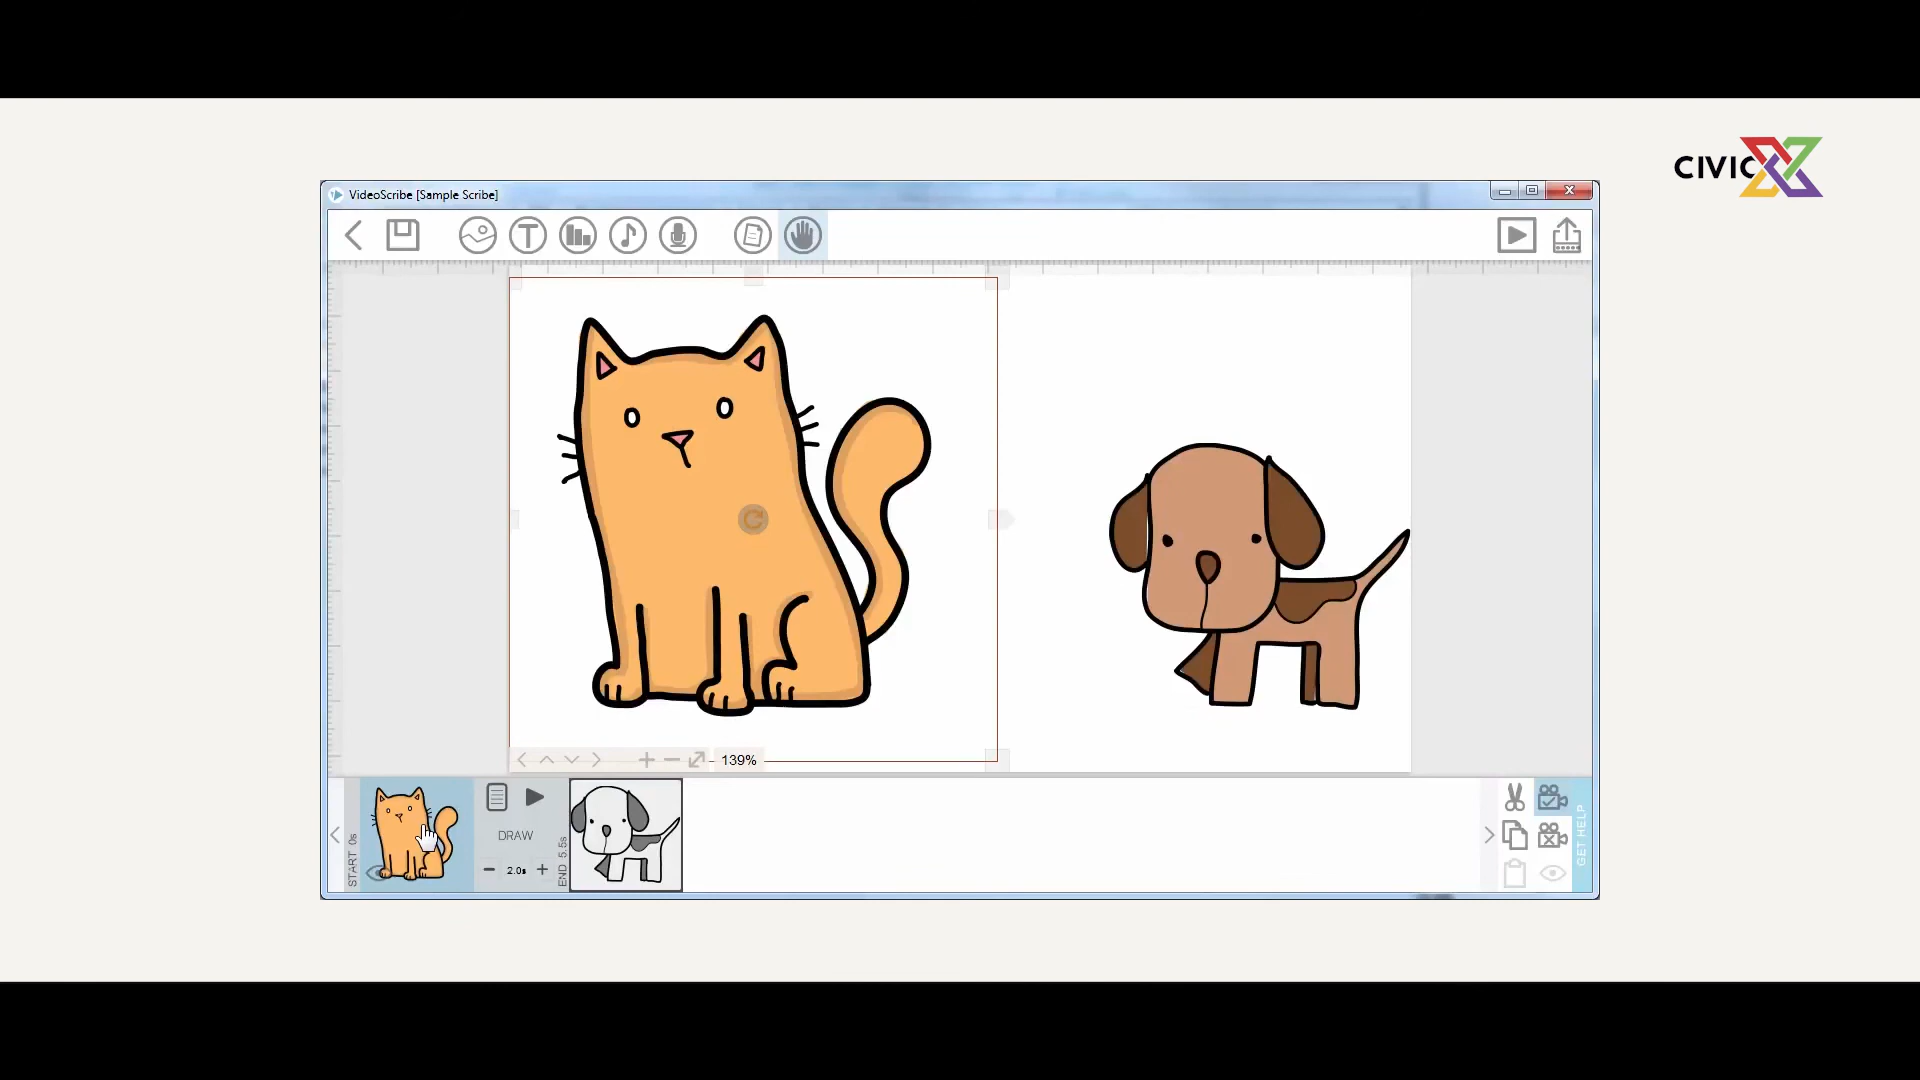 CIVIC
VideoScribe [Sample Scribe]
T
139%
START 0s
DRAW
2.0s
END 5.5s
GET HELP